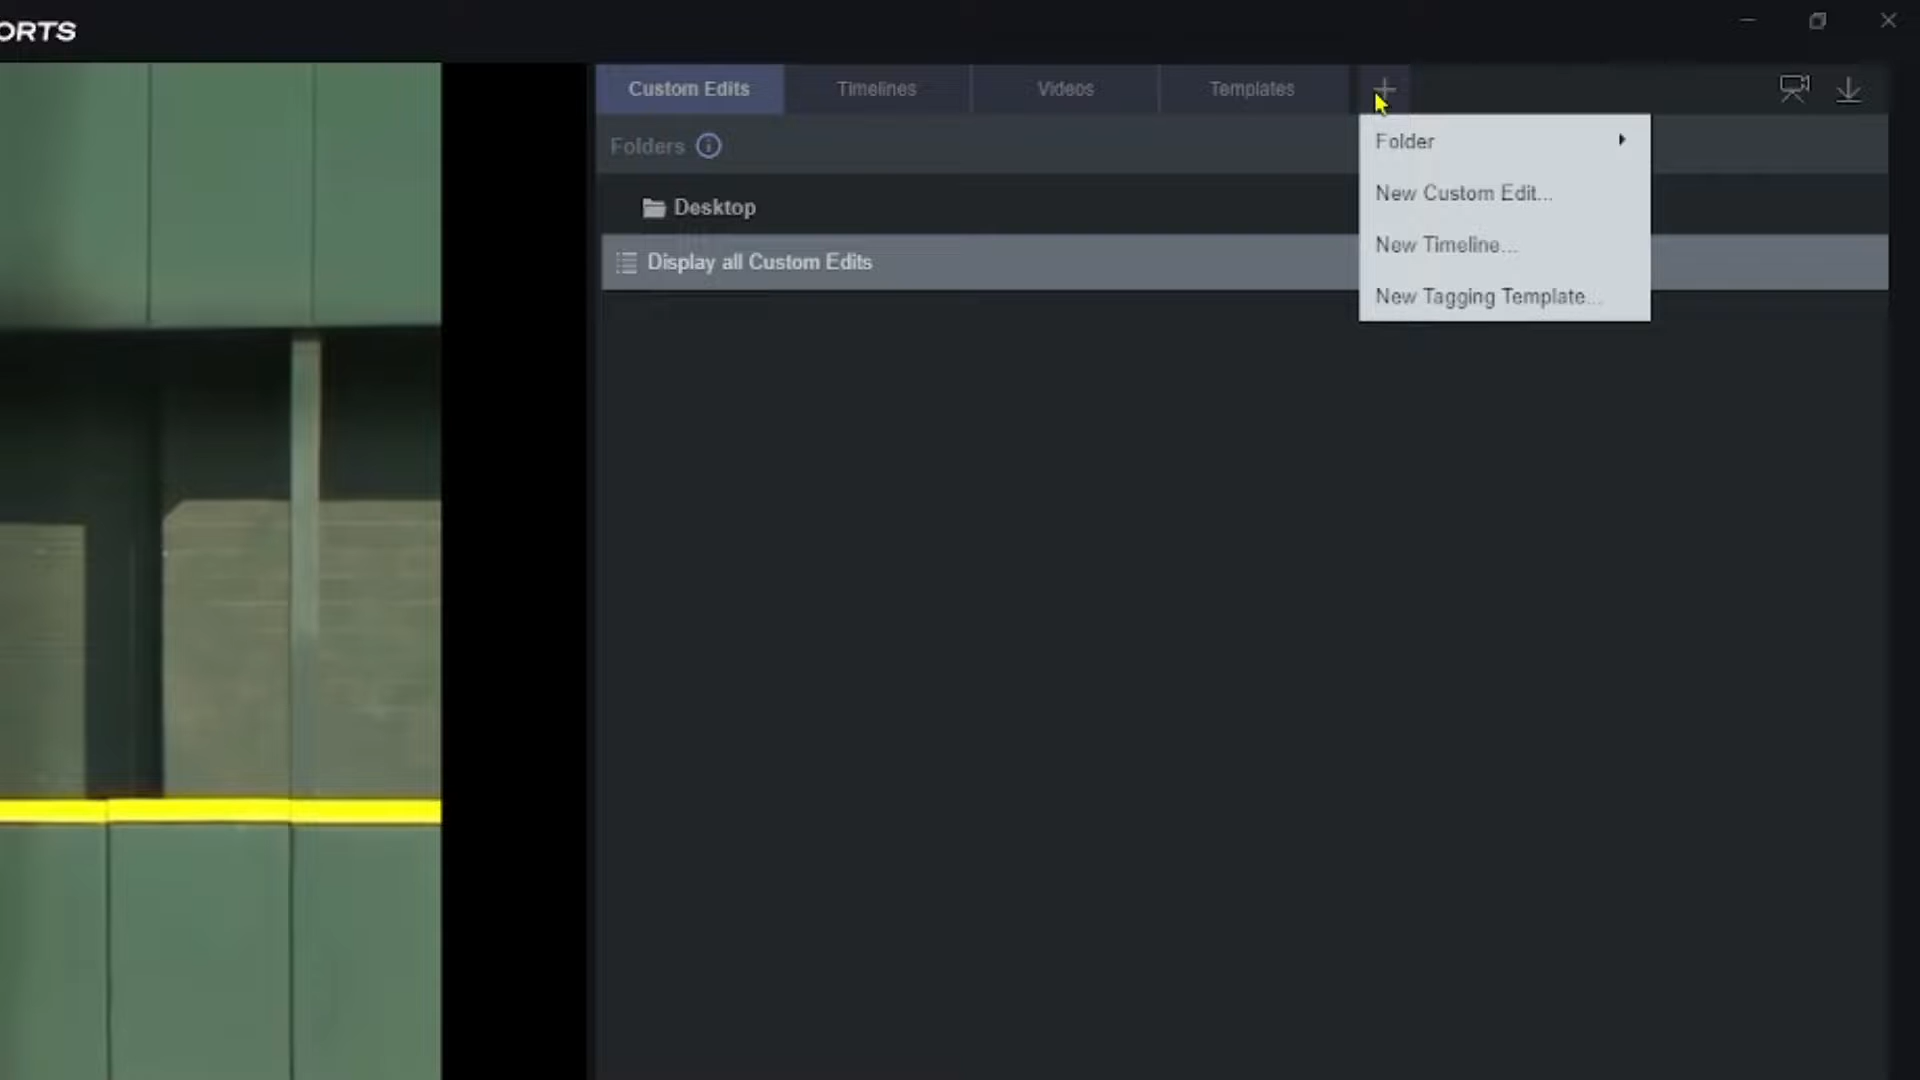 ORTS
Custom Edits
Timelines
Videos
Templates
Folders
Desktop
Display all Custom Edits
Folder
New Custom Edit...
New Timeline...
New Tagging Template...